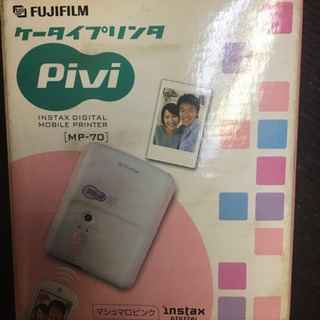 FUJIFILM
ケータイプリンタ
Pivi
INSTAX DIGITAL
MOBILE PRINTER
[MP-70]
マシュマロピンク
instax
DIGITAL